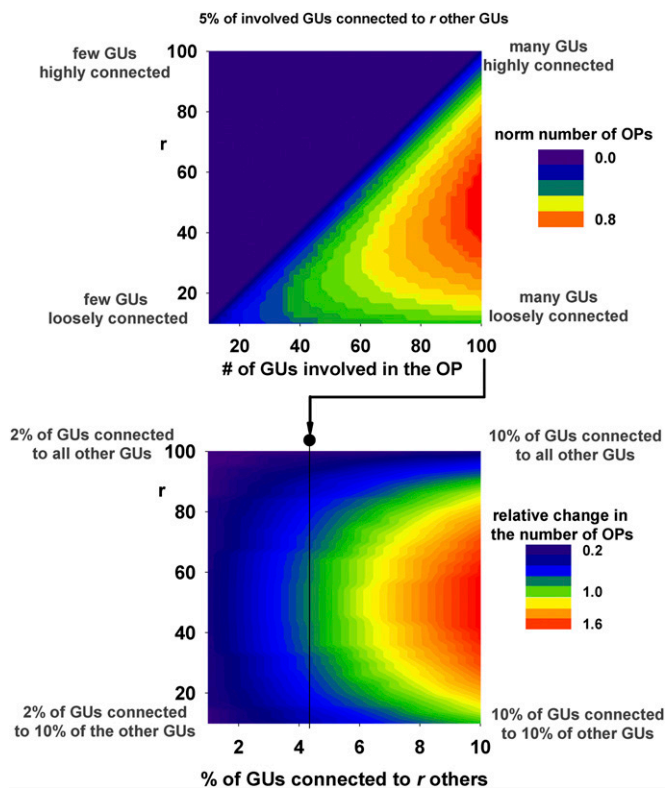 5% of involved GUs connected to r other GUs
few GUs
highly connected
many GUs
highly connected
100
80
r
60
40
20
norm number of OPs
0.0
0.8
few GUs
loosely connected
many GUs
loosely connected
20 40 60 80 100
# of GUs involved in the OP
2% of GUs connected
to all other GUs
10% of GUs connected
to all other GUs
100
r
80
60
40
20
relative change in
the number of OPs
0.2
1.0
1.6
2% of GUs connected
to 10% of the other GUs
10% of GUs connected
to 10% of other GUs
2 4 6 8 10
% of GUs connected to r others